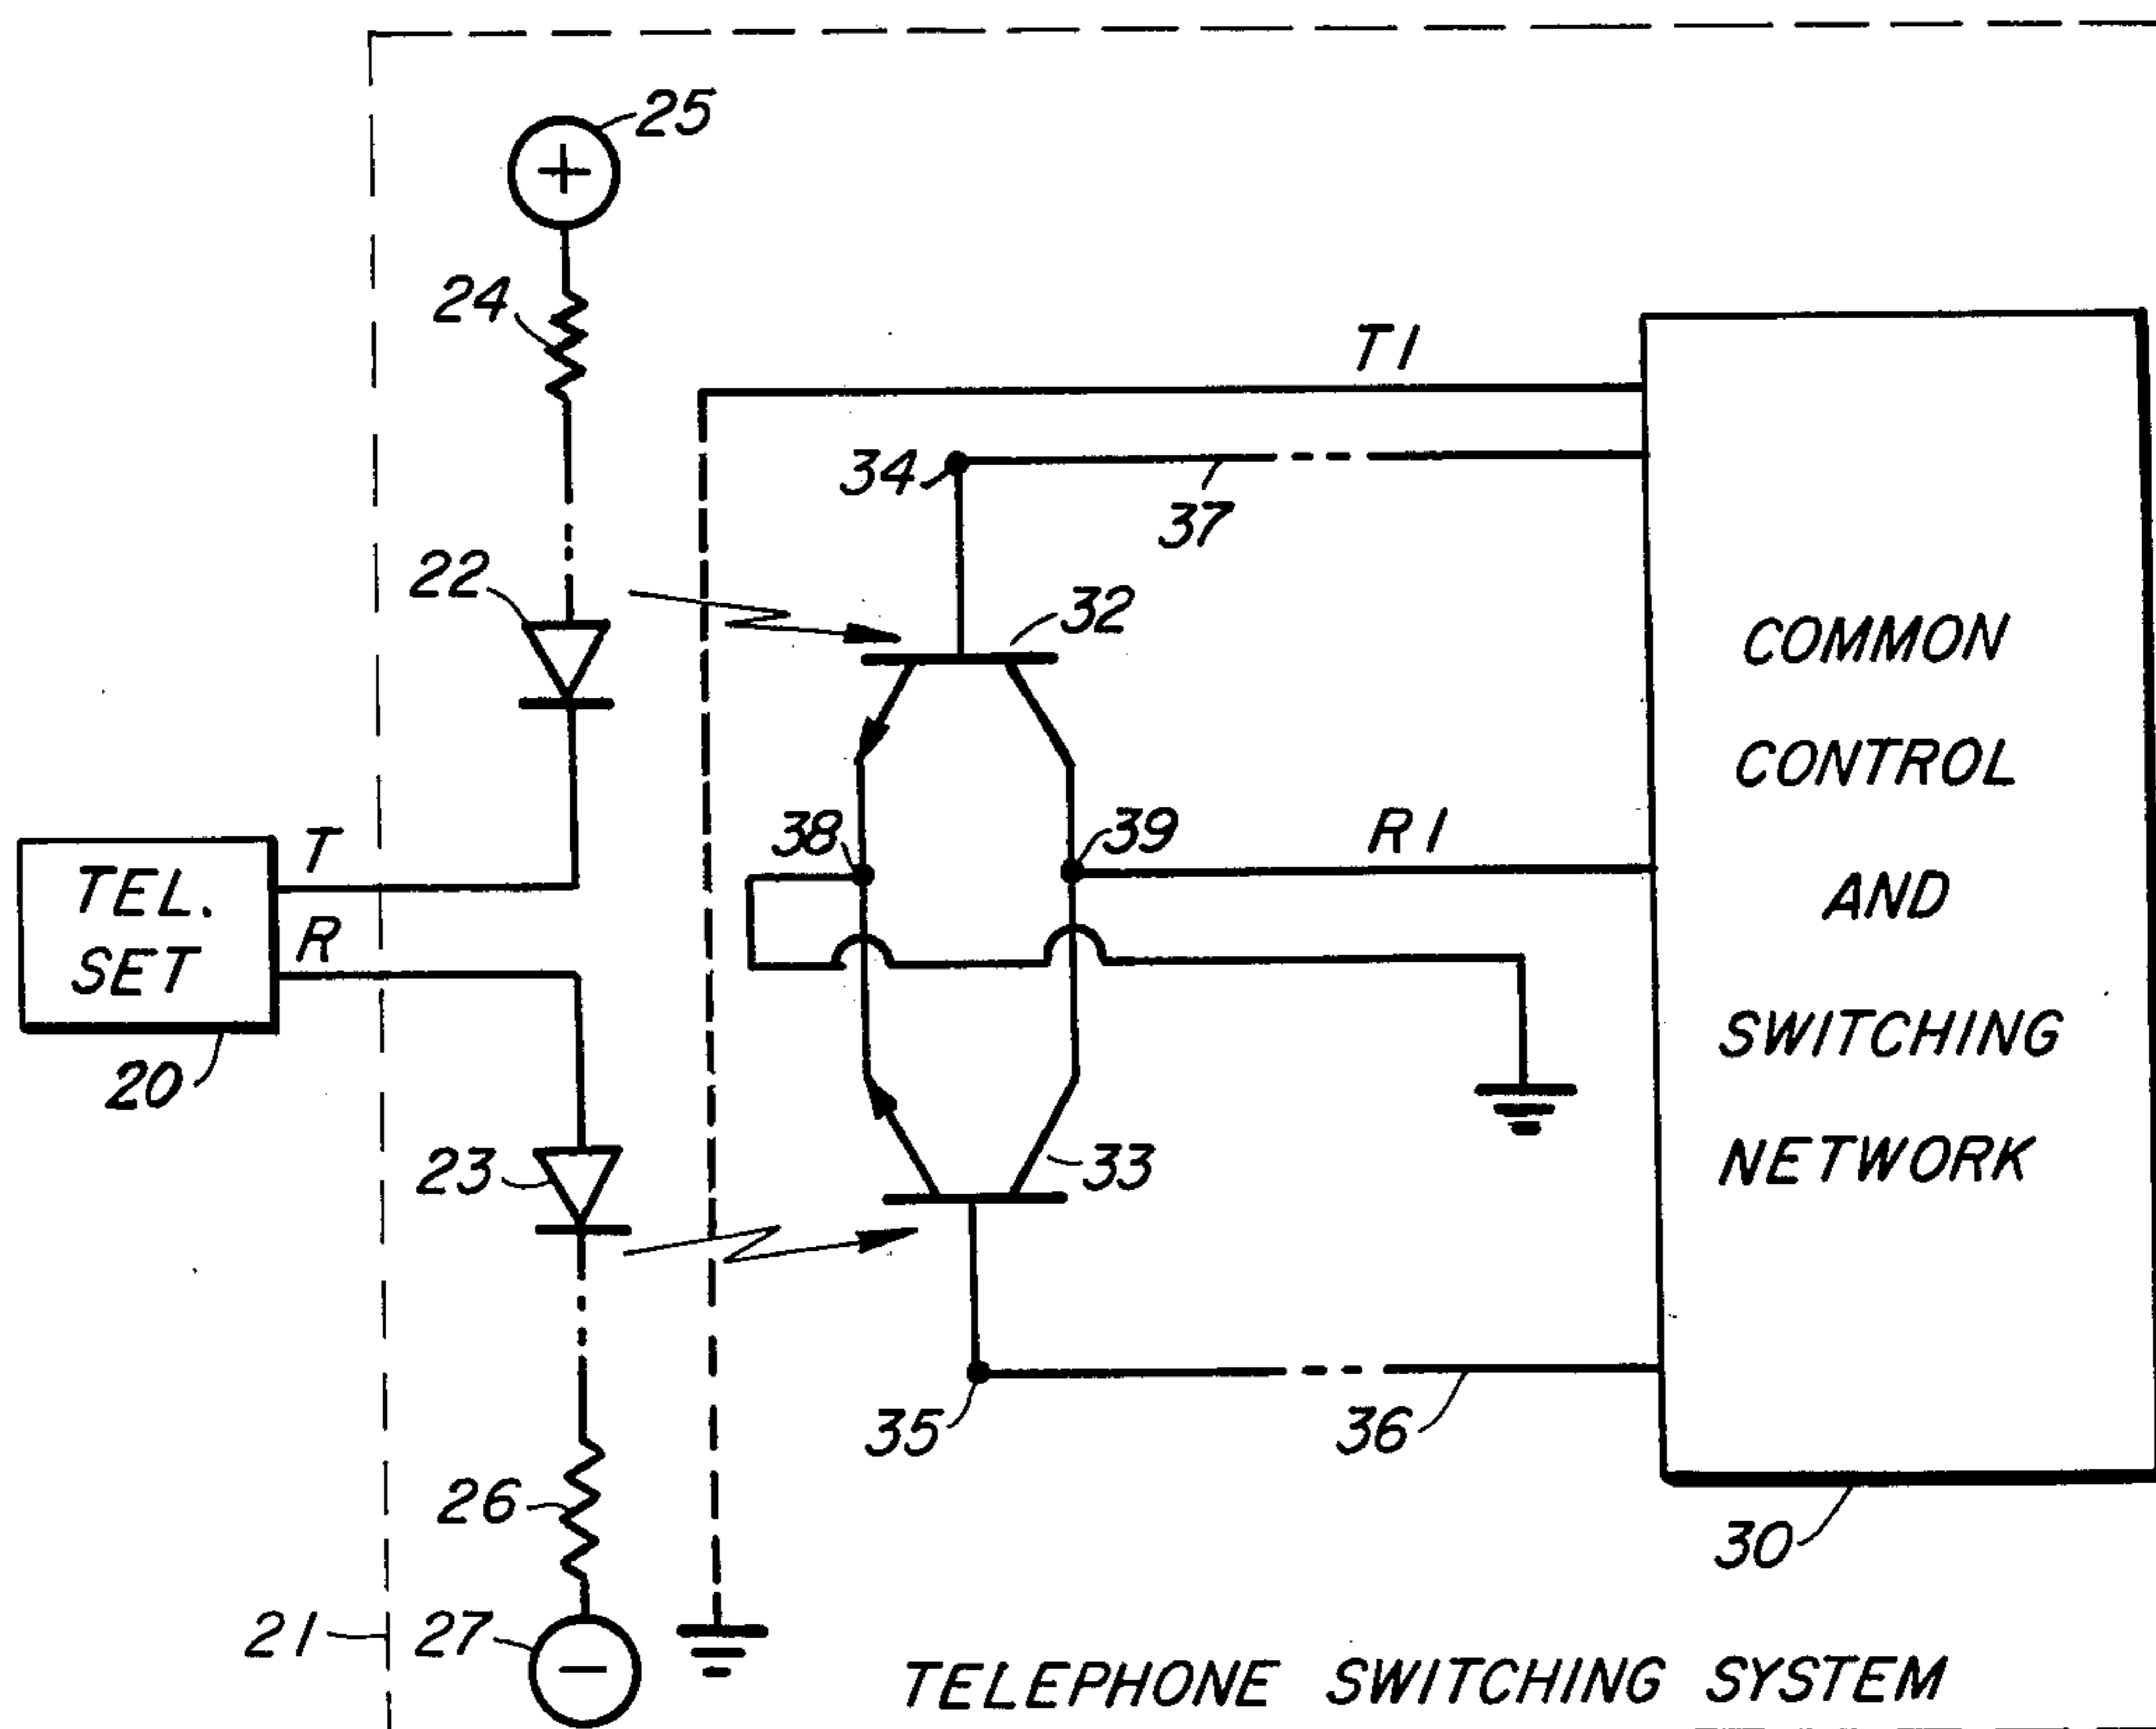 25
24
T1
34
37
22
32
COMMON
CONTROL
AND
SWITCHING
NETWORK
38
39
R1
T
R
TEL.
SET
20
23
33
35
36
26
30
21
27
TELEPHONE SWITCHING SYSTEM